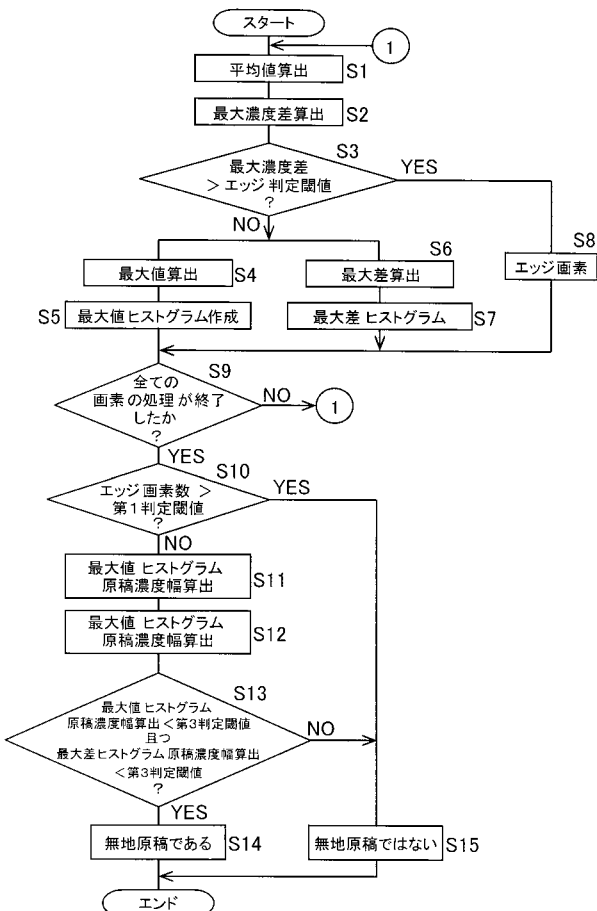 スタート
1
平均値算出 S1
最大濃度差算出 S2
S3
最大濃度差
＞エッジ判定閾値
?
YES
NO
S8
エッジ画素
最大値算出 S4
S6
最大差算出
S5 最大値ヒストグラム作成
最大差 ヒストグラム S7
S9
全ての
画素の処理が終了
したか
?
NO
1
YES
S10
エッジ画素数 ＞
第1判定閾値
?
YES
NO
最大値 ヒストグラム
原稿濃度幅算出 S11
最大値 ヒストグラム
原稿濃度幅算出 S12
S13
最大値 ヒストグラム
原稿濃度幅算出＜第3判定閾値
且つ
最大差ヒストグラム 原稿濃度幅算出
＜第3判定閾値
?
NO
YES
無地原稿である S14
無地原稿ではない S15
エンド